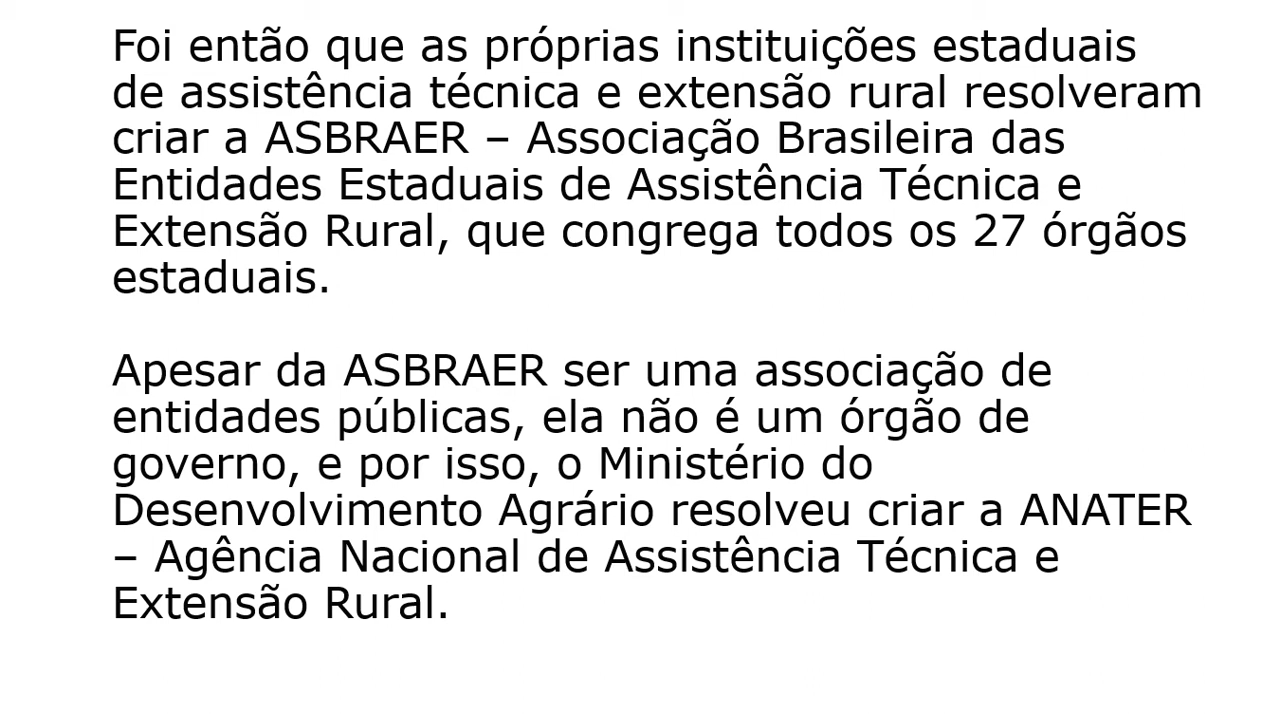 Foi então que as próprias instituições estaduais
de assistência técnica e extensão rural resolveram
criar a ASBRAER – Associação Brasileira das
Entidades Estaduais de Assistência Técnica e
Extensão Rural, que congrega todos os 27 órgãos
estaduais.
Apesar da ASBRAER ser uma associação de
entidades públicas, ela não é um órgão de
governo, e por isso, o Ministério do
Desenvolvimento Agrário resolveu criar a ANATER
– Agência Nacional de Assistência Técnica e
Extensão Rural.